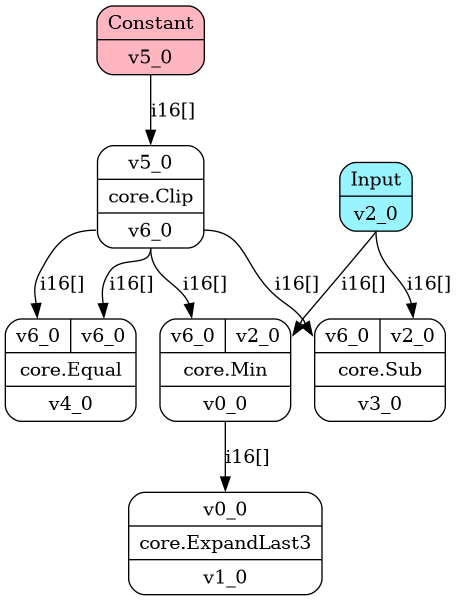 Constant
v5_0
i16[]
v5_0
core.Clip
v6_0
Input
v2_0
i16[] i16[] i16[] i16[] i16[] i16[]
v6_0 v6_0
core.Equal
v4_0
v6_0 v2_0
core.Min
v0_0
v6_0 v2_0
core.Sub
v3_0
i16[]
v0_0
core.ExpandLast3
v1_0